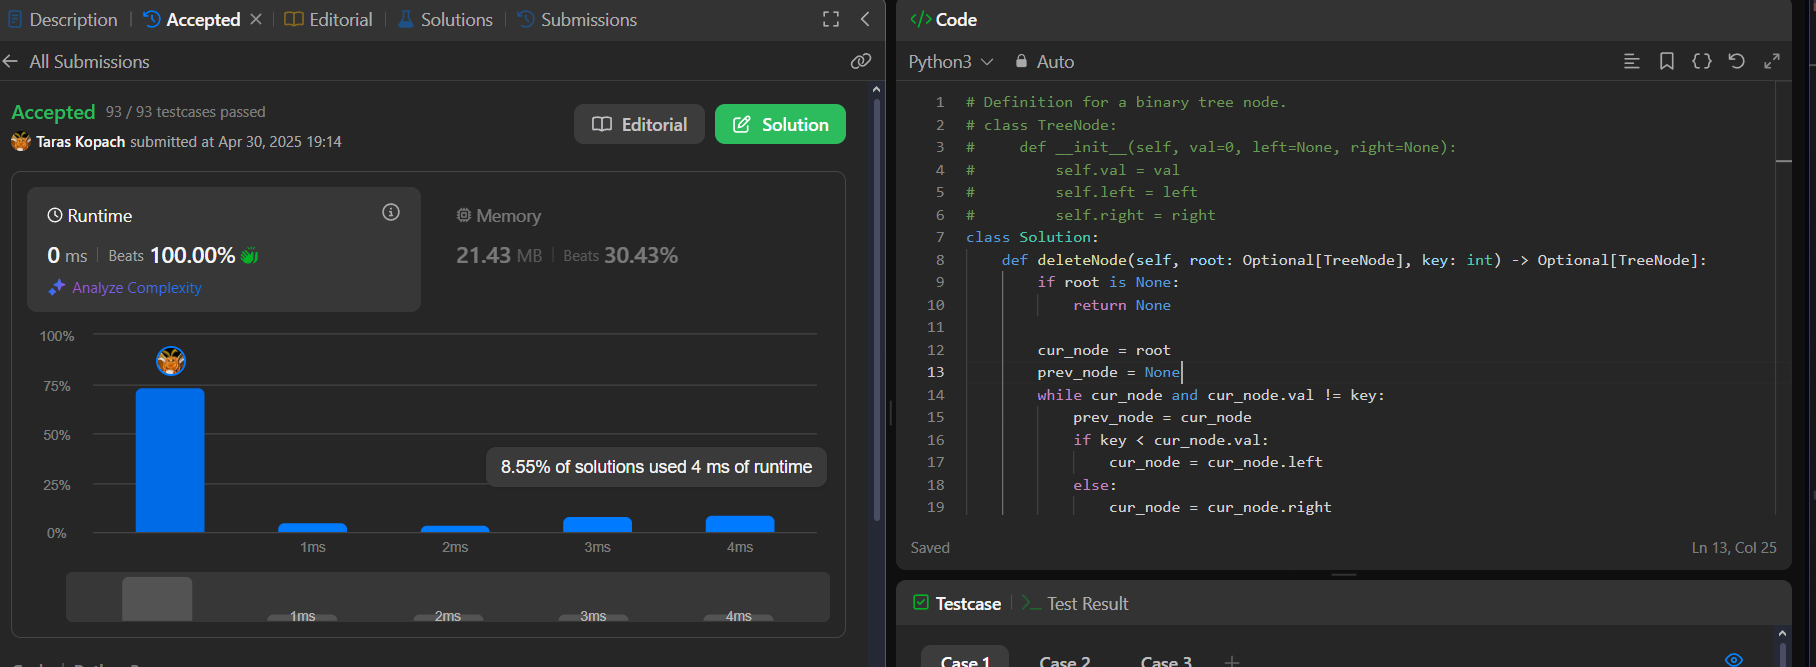 Description | Accepted × | Editorial | Solutions | Submissions
All Submissions
Accepted 93 / 93 testcases passed
Taras Kopach submitted at Apr 30, 2025 19:14
Editorial
Solution
Runtime
0 ms | Beats 100.00%
Analyze Complexity
Memory
21.43 MB | Beats 30.43%
100%
75%
50%
25%
0%
8.55% of solutions used 4 ms of runtime
1ms 2ms 3ms 4ms
1ms 2ms 3ms 4ms
</> Code
Python3 Auto
1 # Definition for a binary tree node.
2 # class TreeNode:
3 #     def __init__(self, val=0, left=None, right=None):
4 #         self.val = val
5 #         self.left = left
6 #         self.right = right
7 class Solution:
8     def deleteNode(self, root: Optional[TreeNode], key: int) -> Optional[TreeNode]:
9         if root is None:
10             return None
11
12         cur_node = root
13         prev_node = None
14         while cur_node and cur_node.val != key:
15             prev_node = cur_node
16             if key < cur_node.val:
17                 cur_node = cur_node.left
18             else:
19                 cur_node = cur_node.right
Saved
Ln 13, Col 25
Testcase | >_ Test Result
Case 1 Case 2 Case 3 +